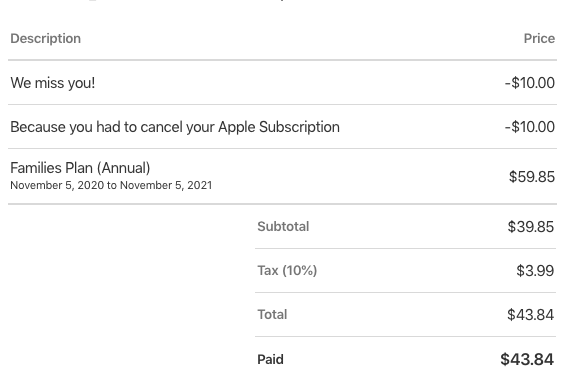 Description Price
We miss you! -$10.00
Because you had to cancel your Apple Subscription -$10.00
Families Plan (Annual) $59.85
November 5, 2020 to November 5, 2021
Subtotal $39.85
Tax (10%) $3.99
Total $43.84
Paid $43.84